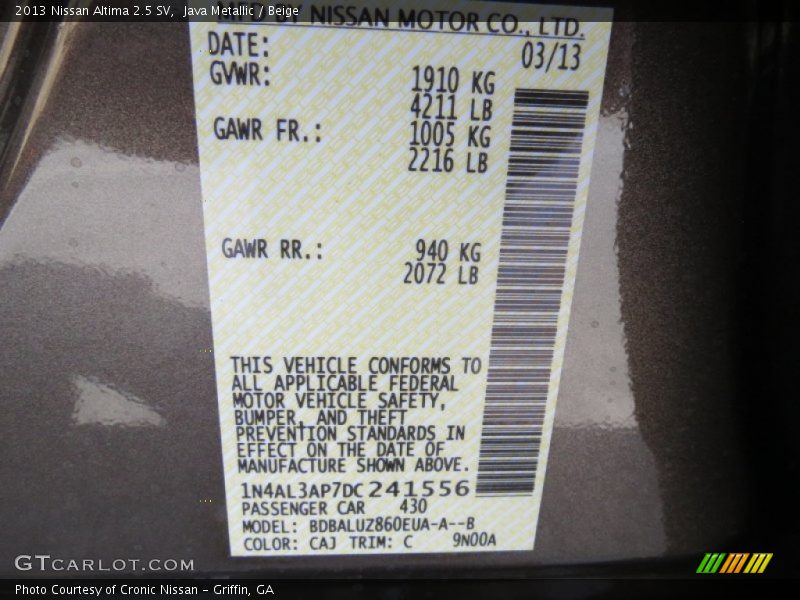 2013 Nissan Altima 2.5 SV,  Java Metallic / Beige
MFD BY NISSAN MOTOR CO., LTD.
DATE: 03/13
GVWR: 1910 KG
4211 LB
GAWR FR.: 1005 KG
2216 LB
GAWR RR.: 940 KG
2072 LB
THIS VEHICLE CONFORMS TO
ALL APPLICABLE FEDERAL
MOTOR VEHICLE SAFETY,
BUMPER, AND THEFT
PREVENTION STANDARDS IN
EFFECT ON THE DATE OF
MANUFACTURE SHOWN ABOVE.
1N4AL3AP7DC241556
PASSENGER CAR 430
MODEL: BDBALUZ860EUA-A--B
COLOR: CAJ TRIM: C 9N00A
GTCARLOT.COM
Photo Courtesy of Cronic Nissan - Griffin, GA